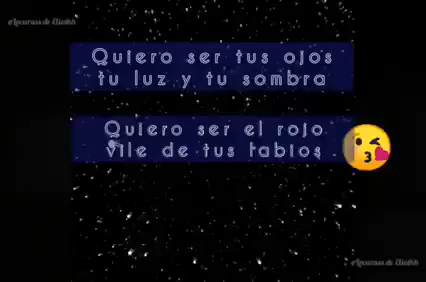 Quiero ser tus ojos
tu luz y tu sombra
Quiero ser el rojo
vile de tus labios